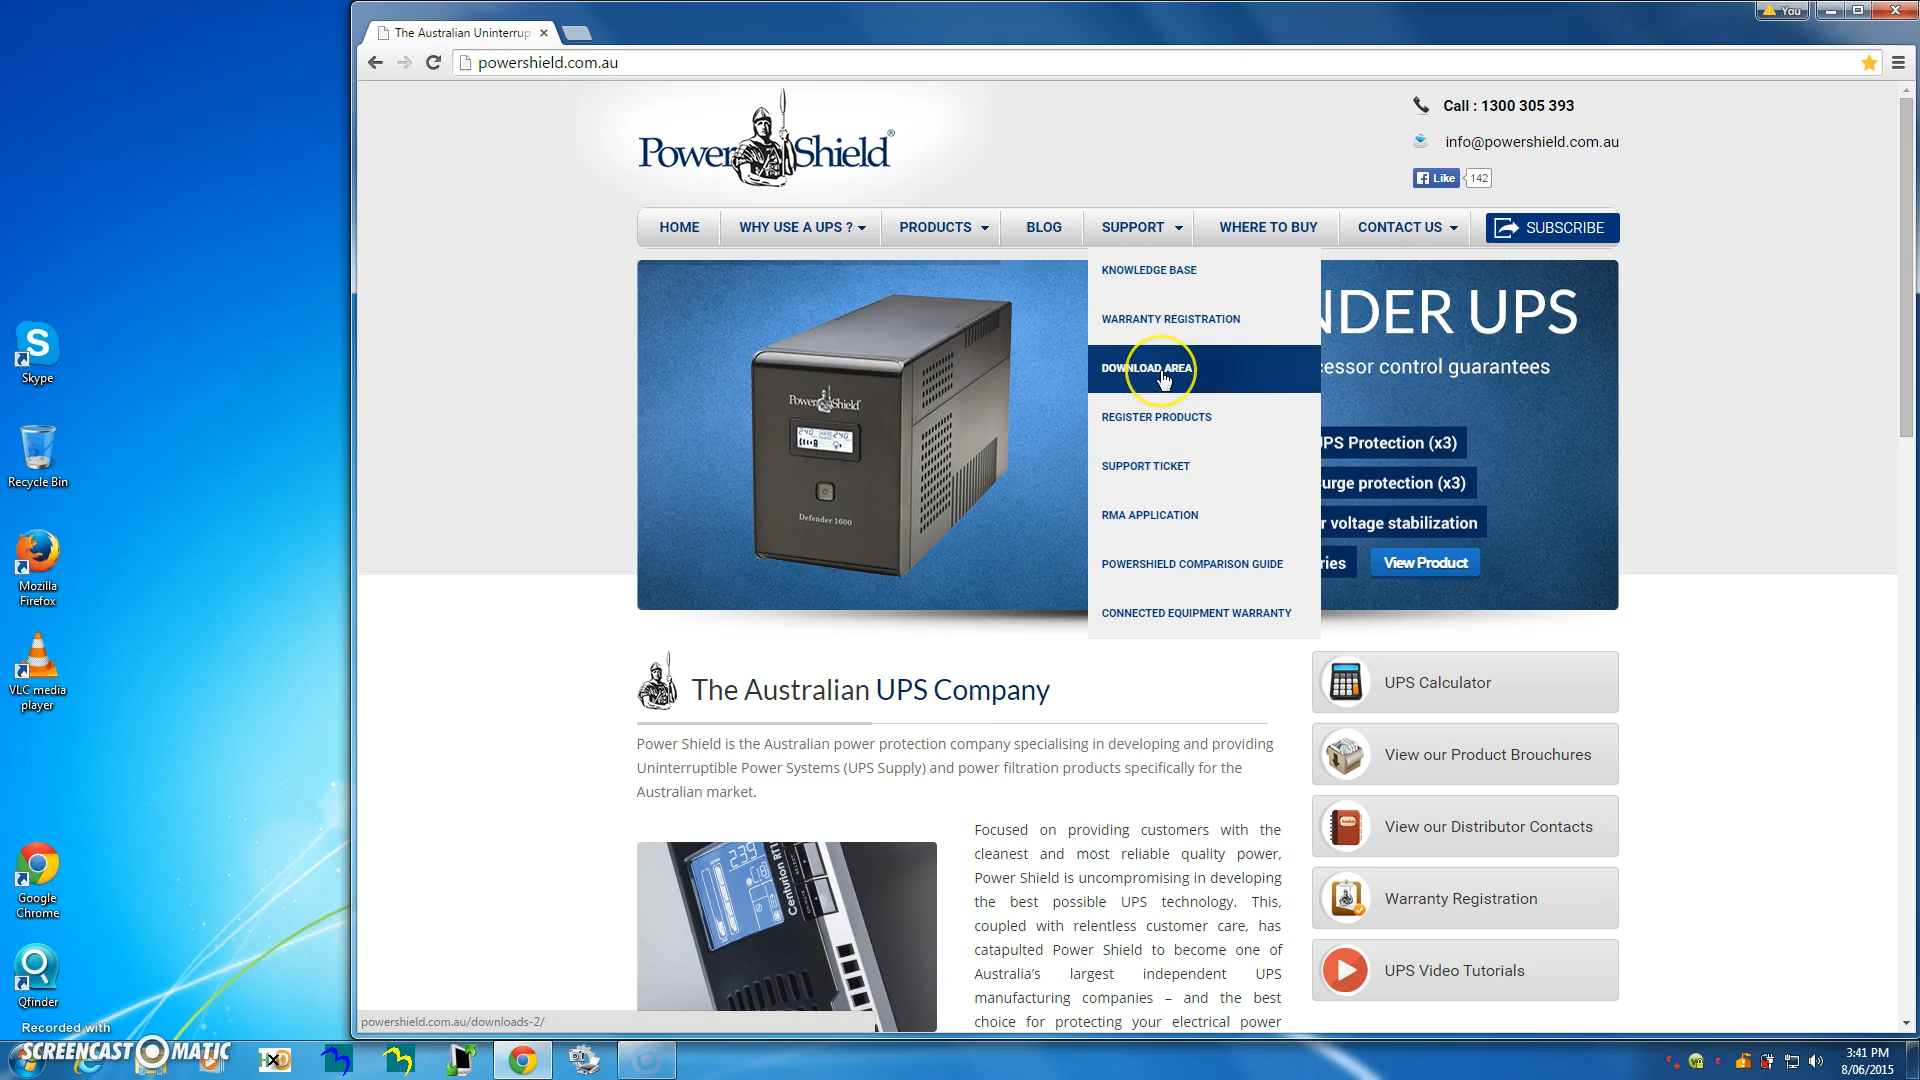 You
The Australian Uninterrup
powershield.com.au
PowerShield®
Call : 1300 305 393
info@powershield.com.au
Like 142
HOME WHY USE A UPS ? PRODUCTS BLOG SUPPORT WHERE TO BUY CONTACT US SUBSCRIBE
KNOWLEDGE BASE
WARRANTY REGISTRATION
DOWNLOAD AREA
REGISTER PRODUCTS
SUPPORT TICKET
RMA APPLICATION
POWERSHIELD COMPARISON GUIDE
CONNECTED EQUIPMENT WARRANTY
NDER UPS
cessor control guarantees
UPS Protection (x3)
urge protection (x3)
r voltage stabilization
ries
View Product
PowerShield
240 240
Defender 1600
The Australian UPS Company
Power Shield is the Australian power protection company specialising in developing and providing
Uninterruptible Power Systems (UPS Supply) and power filtration products specifically for the
Australian market.
Focused on providing customers with the
cleanest and most reliable quality power,
Power Shield is uncompromising in developing
the best possible UPS technology. This,
coupled with relentless customer care, has
catapulted Power Shield to become one of
Australia's largest independent UPS
manufacturing companies – and the best
choice for protecting your electrical power
239
Centurion RT
UPS Calculator
View our Product Brouchures
View our Distributor Contacts
Warranty Registration
UPS Video Tutorials
powershield.com.au/downloads-2/
Skype
Recycle Bin
Mozilla
Firefox
VLC media
player
Google
Chrome
Qfinder
Recorded with
SCREENCAST MATIC
HxD
3:41 PM
8/06/2015